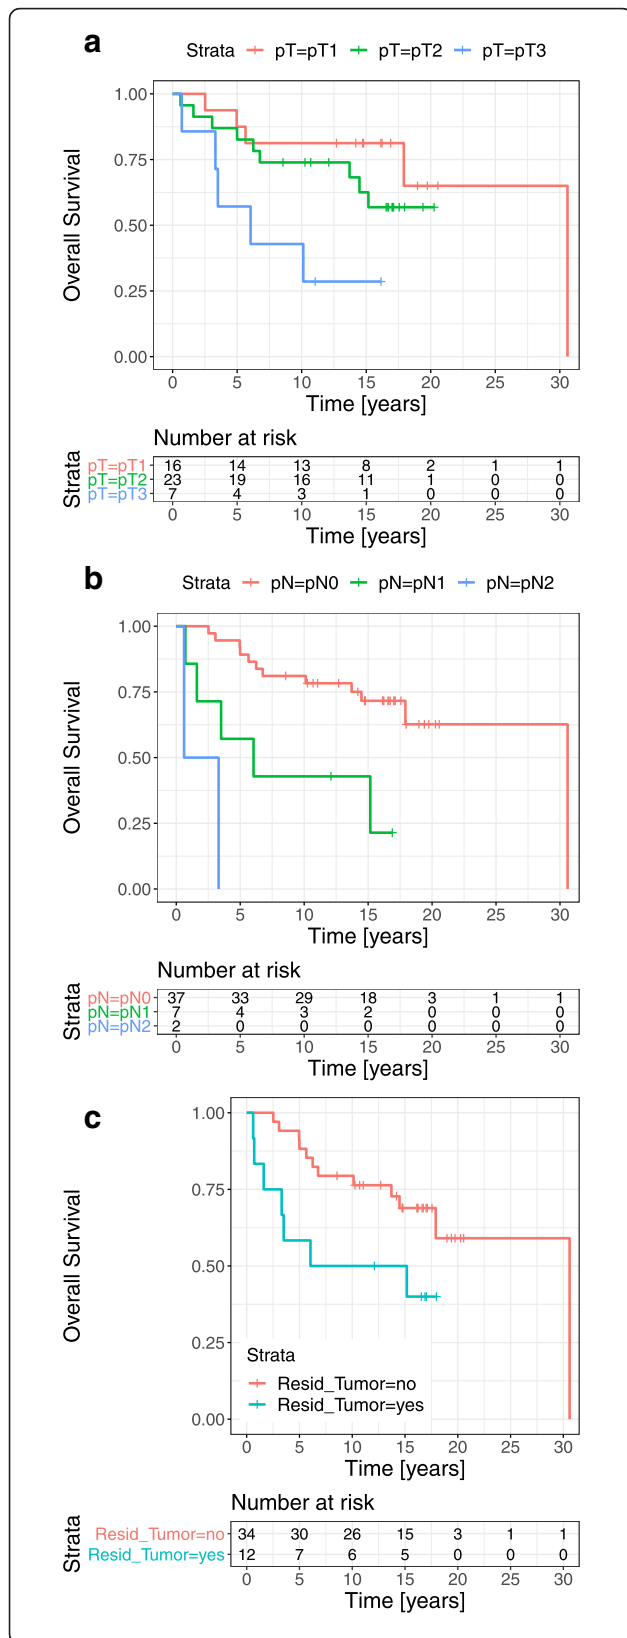 a
Strata pT=pT1 pT=pT2 pT=pT3
1.00
0.75
0.50
0.25
0.00
Overall Survival
0 5 10 15 20 25 30
Time [years]
Number at risk
Strata
pT=pT1 16 14 13 8 2 1 1
pT=pT2 23 19 16 11 1 0 0
pT=pT3 7 4 3 1 0 0 0
0 5 10 15 20 25 30
Time [years]
b
Strata pN=pN0 pN=pN1 pN=pN2
1.00
0.75
0.50
0.25
0.00
Overall Survival
0 5 10 15 20 25 30
Time [years]
Number at risk
Strata
pN=pN0 37 33 29 18 3 1 1
pN=pN1 7 4 3 2 0 0 0
pN=pN2 2 0 0 0 0 0 0
0 5 10 15 20 25 30
Time [years]
c
1.00
0.75
0.50
0.25
0.00
Overall Survival
Strata
Resid_Tumor=no
Resid_Tumor=yes
0 5 10 15 20 25 30
Time [years]
Number at risk
Strata
Resid_Tumor=no 34 30 26 15 3 1 1
Resid_Tumor=yes 12 7 6 5 0 0 0
0 5 10 15 20 25 30
Time [years]